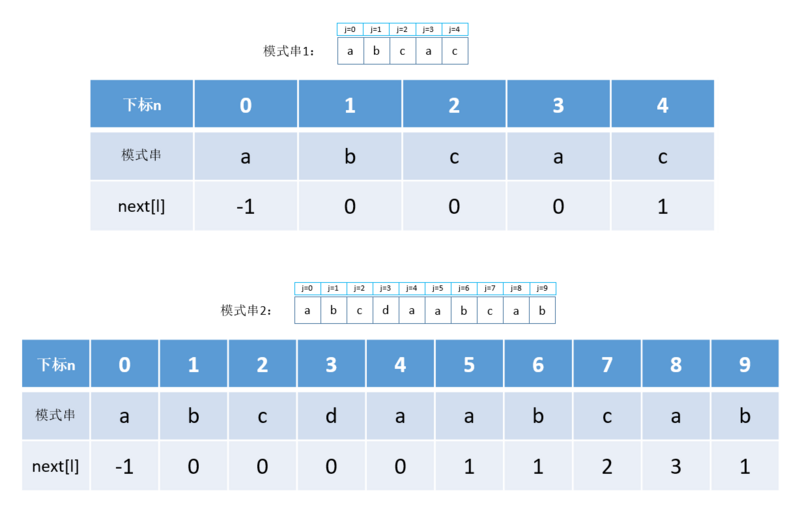 j=0 j=1 j=2 j=3 j=4
模式串1： a b c a c
下标n 0 1 2 3 4
模式串 a b c a c
next[l] -1 0 0 0 1
j=0 j=1 j=2 j=3 j=4 j=5 j=6 j=7 j=8 j=9
模式串2： a b c d a a b c a b
下标n 0 1 2 3 4 5 6 7 8 9
模式串 a b c d a a b c a b
next[l] -1 0 0 0 0 1 1 2 3 1